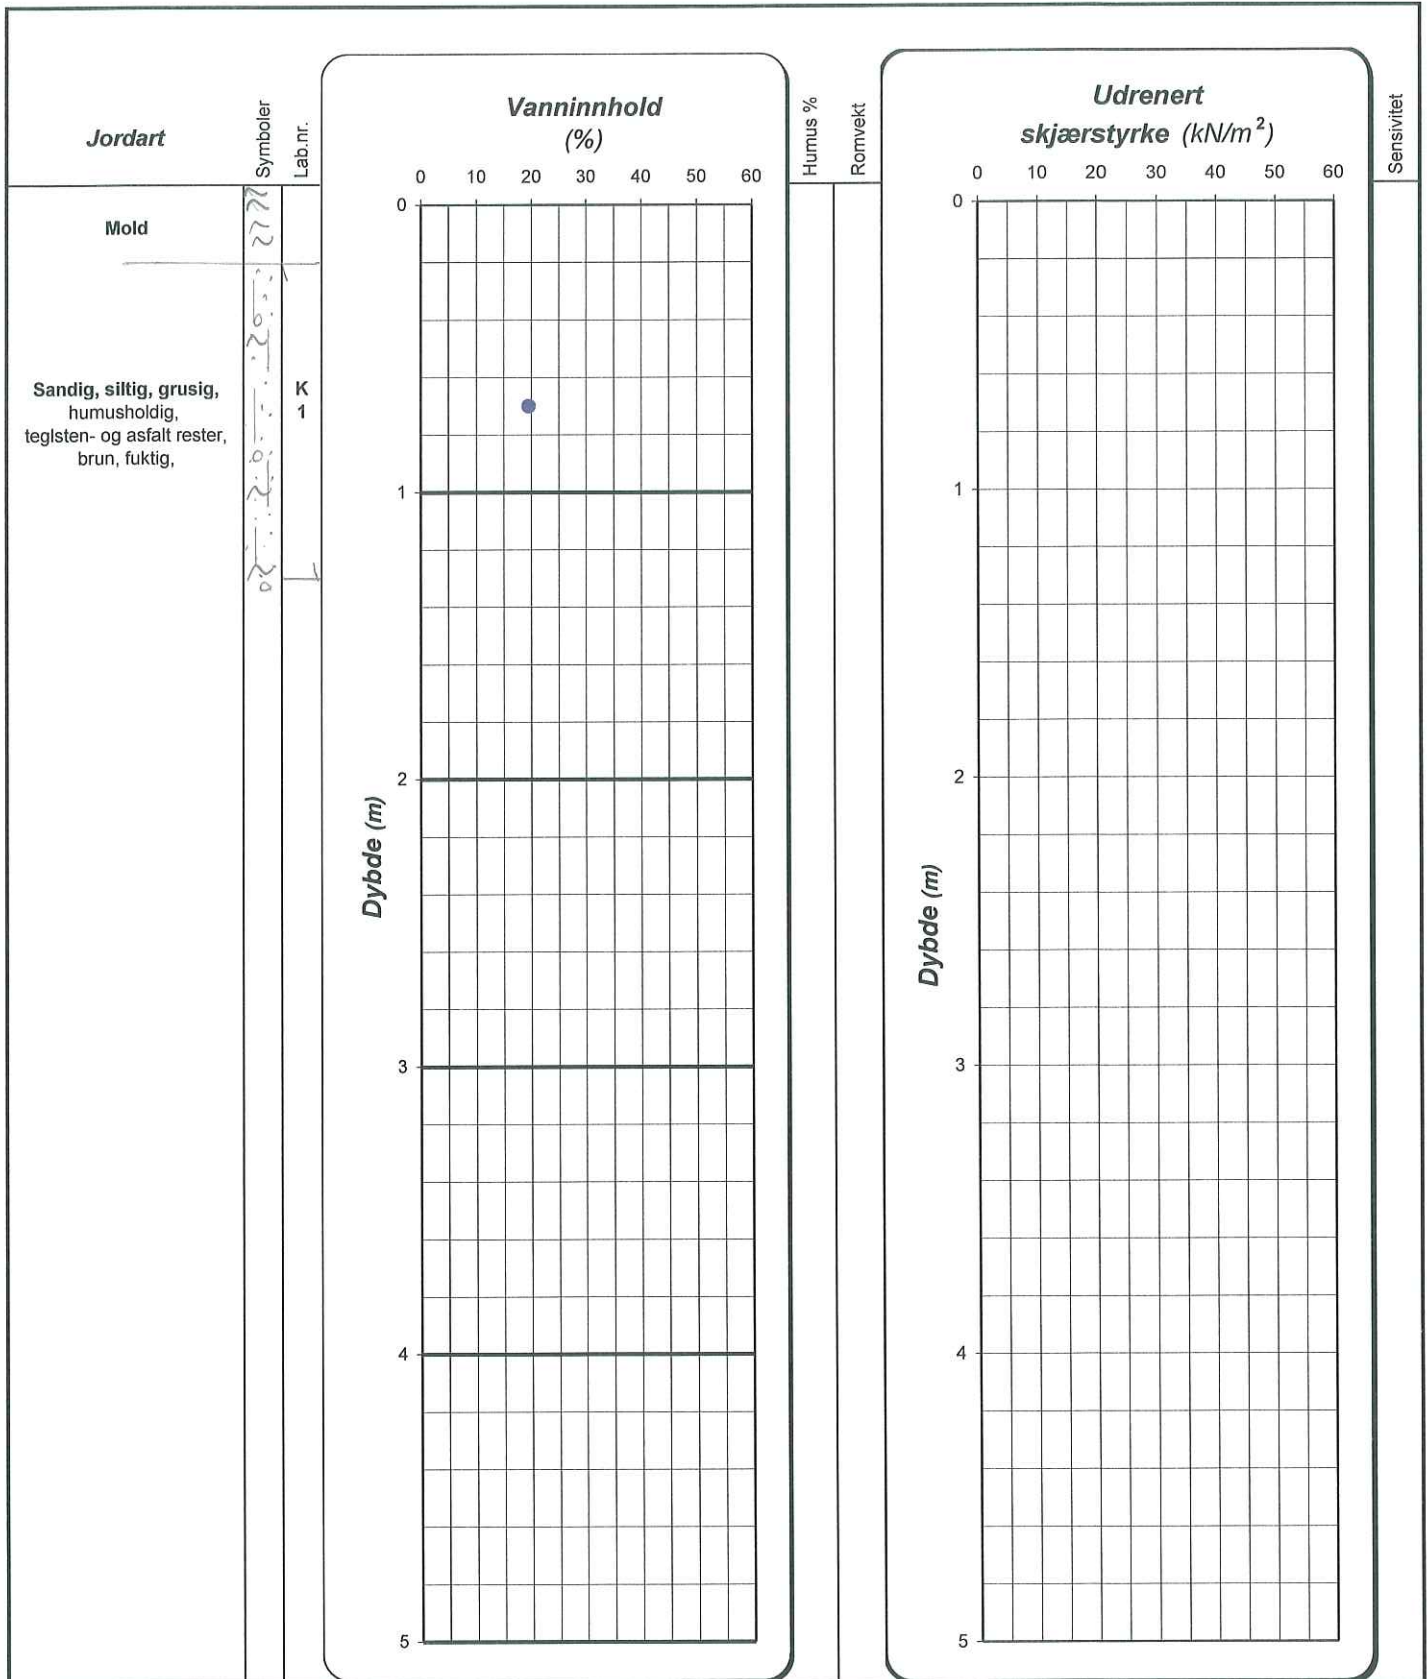 Jordart
Symboler
Lab.nr.
Vanninnhold
(%)
Humus %
Romvekt
Udrenert
skjærstyrke (kN/m²)
Sensivitet
0 10 20 30 40 50 60
0 10 20 30 40 50 60
Mold
Sandig, siltig, grusig,
humusholdig,
teglsten- og asfalt rester,
brun, fuktig,
K
1
Dybde (m)
0
1
2
3
4
5
Dybde (m)
0
1
2
3
4
5